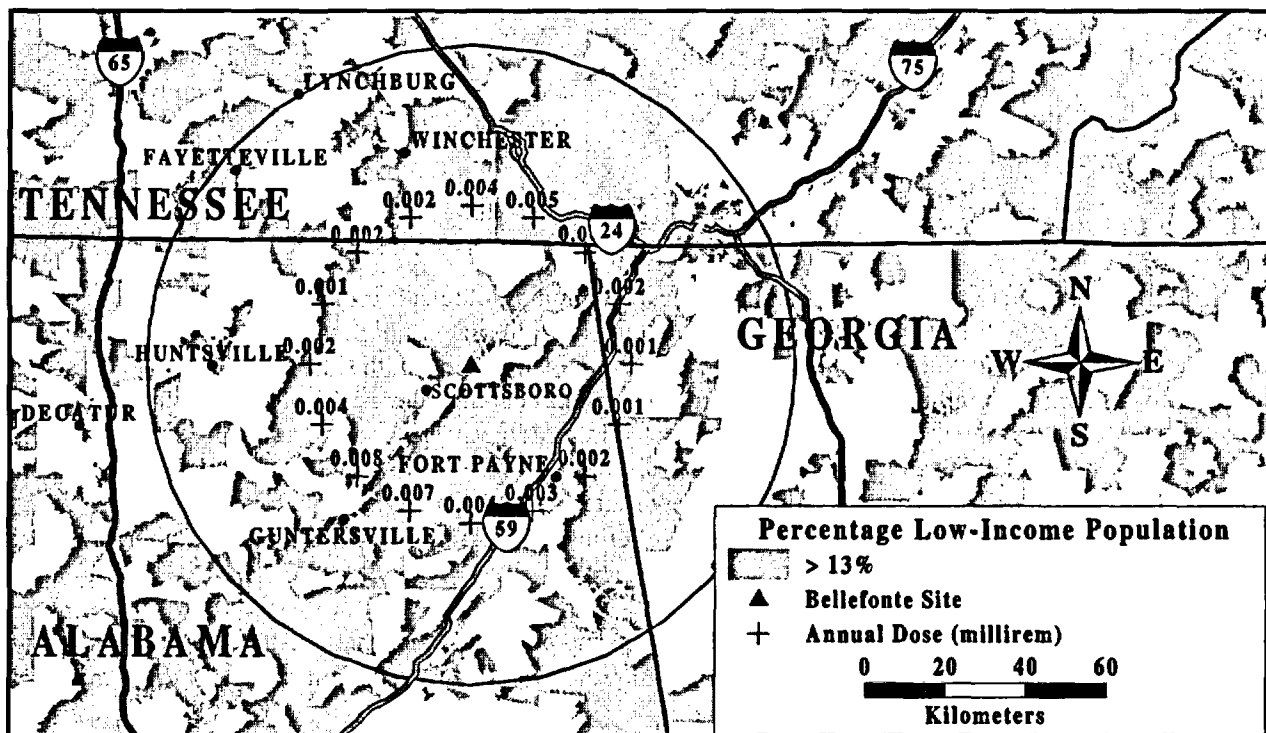 65
75
LYNCHBURG
WINCHESTER
FAYETTEVILLE
TENNESSEE
0.002
0.004
0.005
24
0.002
0.001
0.002
GEORGIA
N
HUNTSVILLE
0.002
0.001
W
E
SCOTTSBORO
DECATUR
0.004
0.001
S
0.008
FORT PAYNE
0.002
0.007
0.003
59
GUNTERSVILLE
ALABAMA
Percentage Low-Income Population
> 13%
Bellefonte Site
Annual Dose (millirem)
0 20 40 60
Kilometers